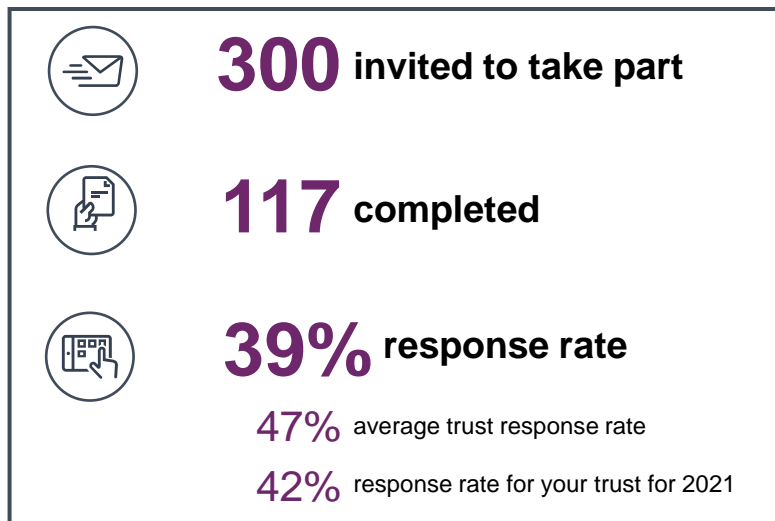 300 invited to take part
117 completed
39% response rate
47% average trust response rate
42% response rate for your trust for 2021